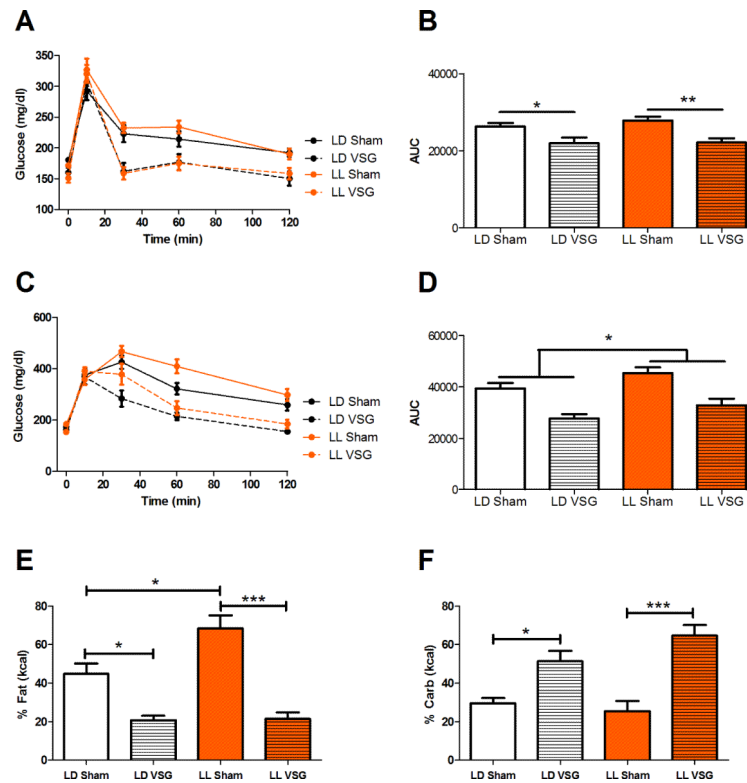 A
350
300
250
200
150
100
Glucose (mg/dl)
0 20 40 60 80 100 120
Time (min)
LD Sham
LD VSG
LL Sham
LL VSG
B
40000
20000
0
AUC
* **
LD Sham LD VSG LL Sham LL VSG
C
600
400
200
0
Glucose (mg/dl)
0 20 40 60 80 100 120
Time (min)
LD Sham
LD VSG
LL Sham
LL VSG
D
60000
40000
20000
0
AUC
*
LD Sham LD VSG LL Sham LL VSG
E
80
60
40
20
0
% Fat (kcal)
*
***
*
LD Sham LD VSG LL Sham LL VSG
F
80
60
40
20
0
% Carb (kcal)
***
*
LD Sham LD VSG LL Sham LL VSG